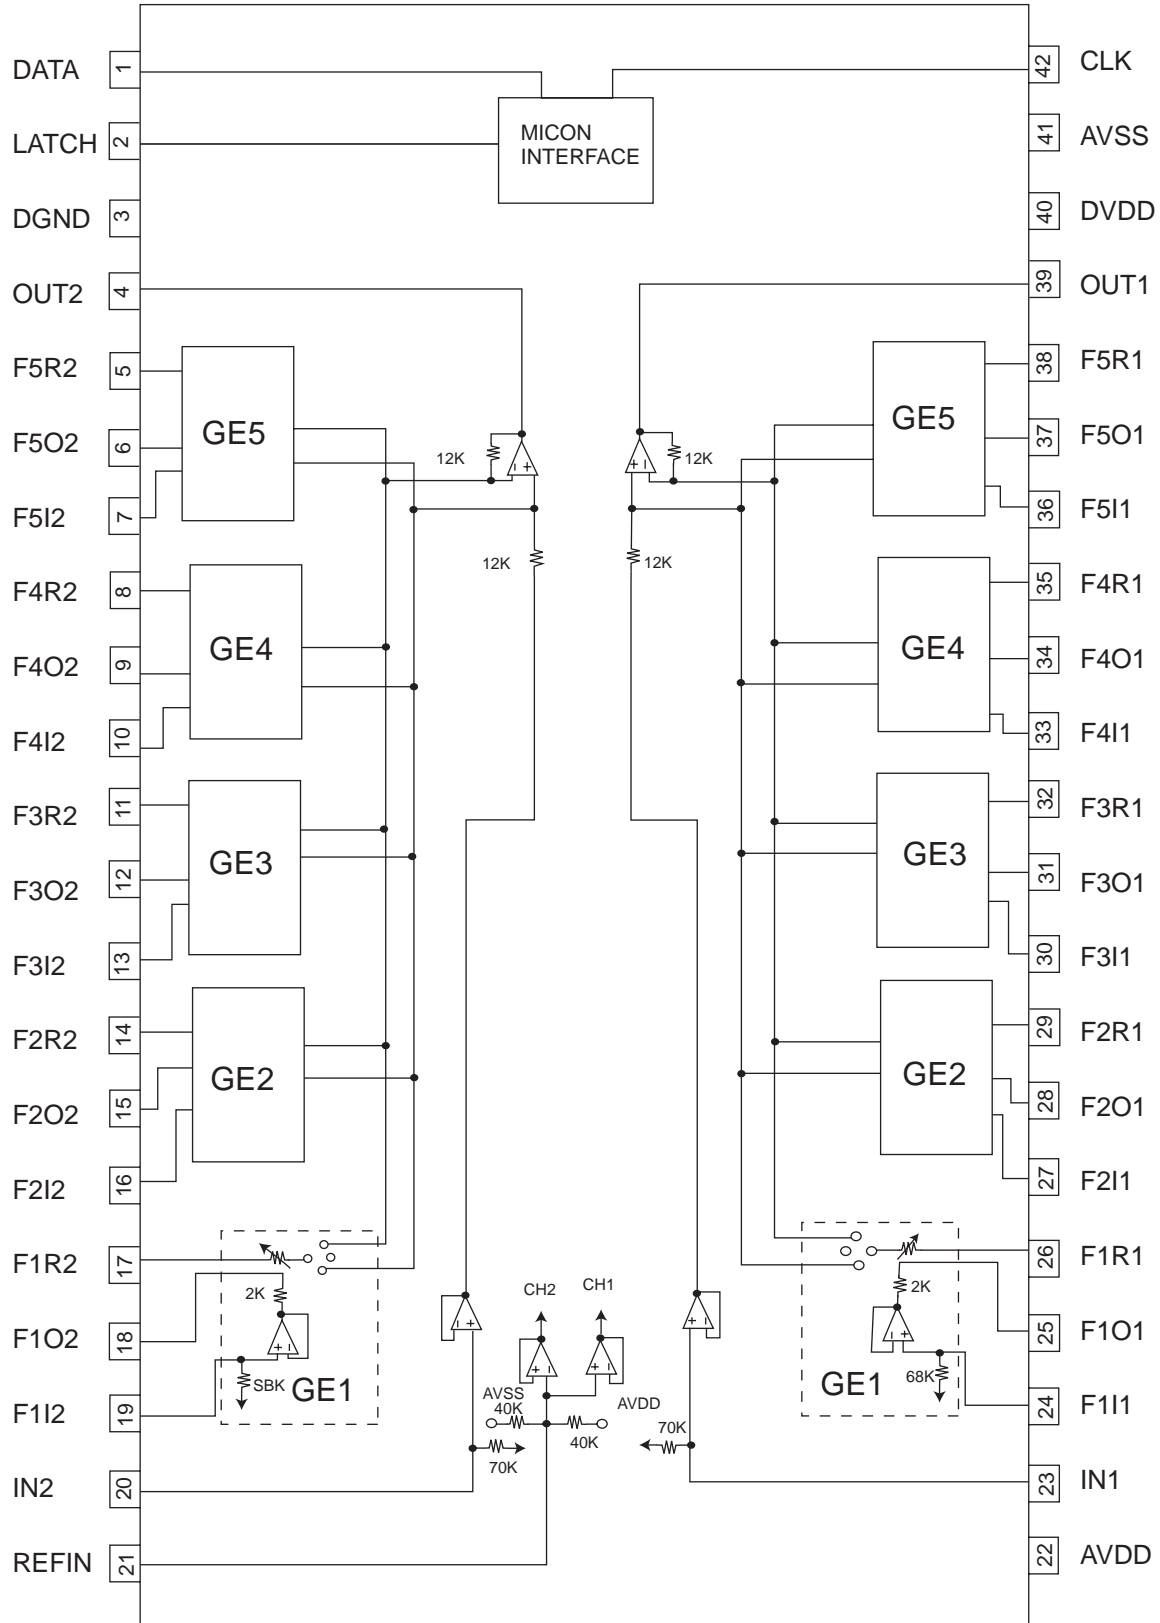 DATA 1
LATCH 2
DGND 3
OUT2 4
F5R2 5
F5O2 6
F5I2 7
F4R2 8
F4O2 9
F4I2 10
F3R2 11
F3O2 12
F3I2 13
F2R2 14
F2O2 15
F2I2 16
F1R2 17
F1O2 18
F1I2 19
IN2 20
REFIN 21
MICON
INTERFACE
GE5
GE4
GE3
GE2
2K
SBK
GE1
12K
12K
12K
12K
CH2
CH1
AVSS
40K
AVDD
40K
70K
70K
GE5
GE4
GE3
GE2
2K
68K
GE1
42 CLK
41 AVSS
40 DVDD
39 OUT1
38 F5R1
37 F5O1
36 F5I1
35 F4R1
34 F4O1
33 F4I1
32 F3R1
31 F3O1
30 F3I1
29 F2R1
28 F2O1
27 F2I1
26 F1R1
25 F1O1
24 F1I1
23 IN1
22 AVDD